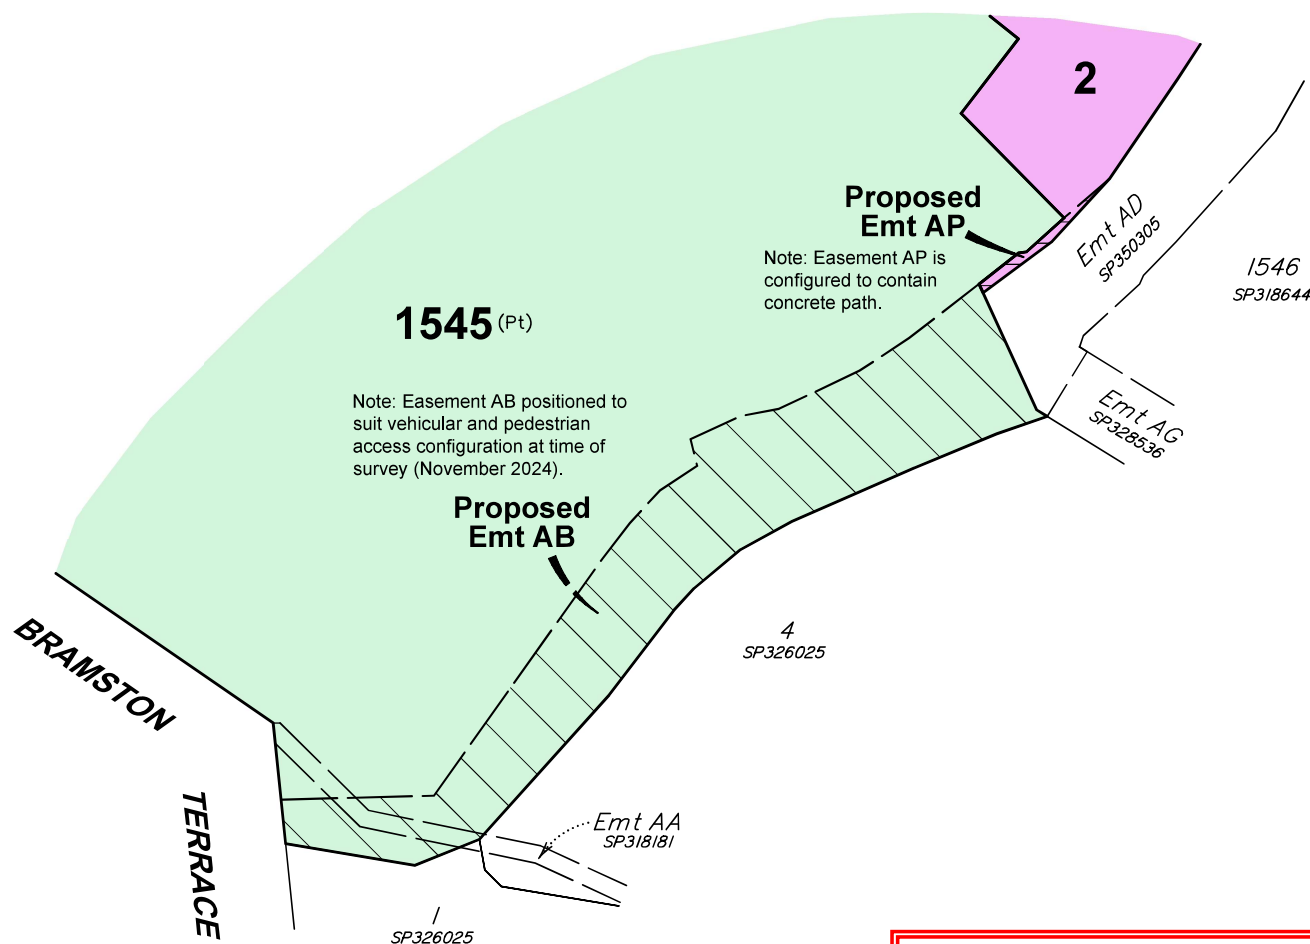 2
Proposed
Emt AP
Note: Easement AP is
configured to contain
concrete path.
Emt AD
SP350305
1546
SP318644
1545 (Pt)
Note: Easement AB positioned to
suit vehicular and pedestrian
access configuration at time of
survey (November 2024).
Emt AG
SP328536
Proposed
Emt AB
4
SP326025
BRAMSTON
TERRACE
Emt AA
SP318181
1
SP326025